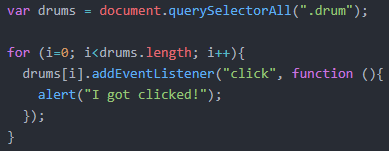 var drums = document.querySelectorAll(".drum");

for (i=0; i<drums.length; i++){
  drums[i].addEventListener("click", function (){
    alert("I got clicked!");
  });
}